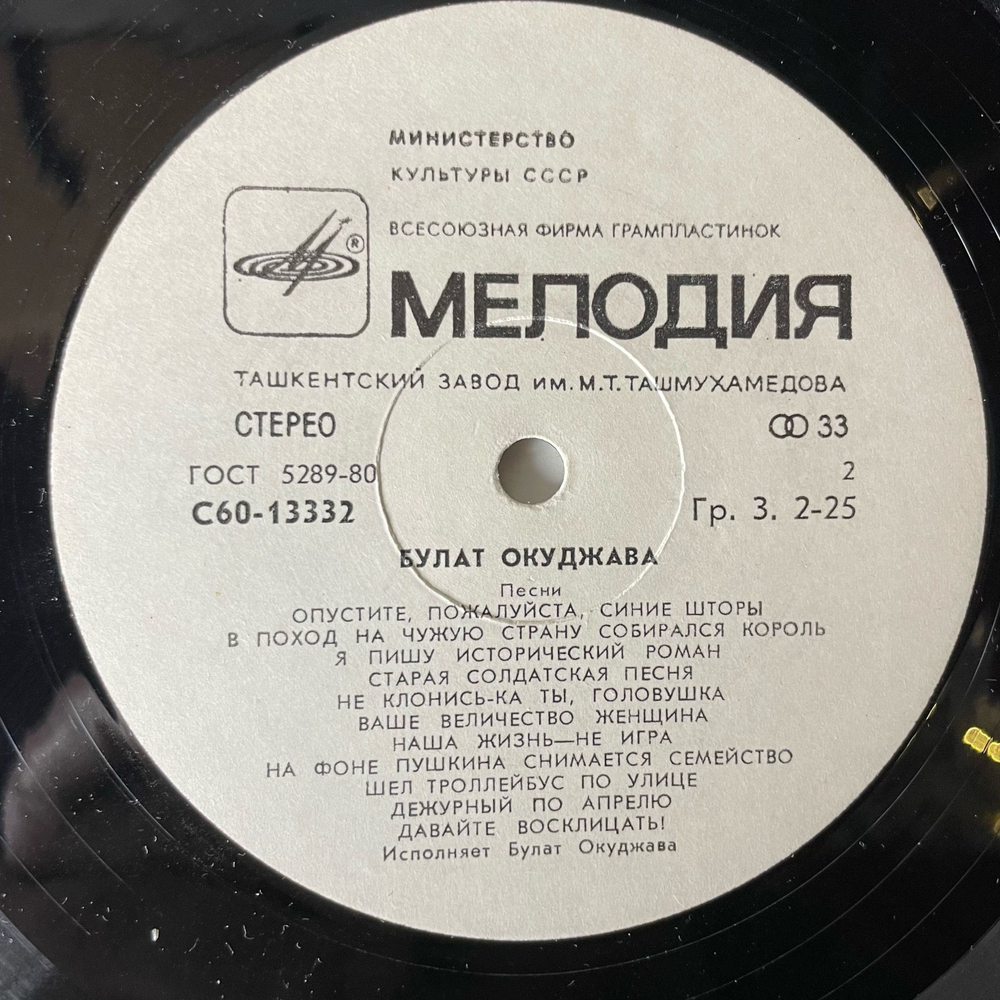 МИНИСТЕРСТВО
КУЛЬТУРЫ СССР
ВСЕСОЮЗНАЯ ФИРМА ГРАМПЛАСТИНОК
®
МЕЛОДИЯ
ТАШКЕНТСКИЙ ЗАВОД им. М.Т. ТАШМУХАМЕДОВА
СТЕРЕО 33
ГОСТ 5289-80 2
С60-13332 Гр. 3. 2-25
БУЛАТ ОКУДЖАВА
Песни
ОПУСТИТЕ, ПОЖАЛУЙСТА, СИНИЕ ШТОРЫ
В ПОХОД НА ЧУЖУЮ СТРАНУ СОБИРАЛСЯ КОРОЛЬ
Я ПИШУ ИСТОРИЧЕСКИЙ РОМАН
СТАРАЯ СОЛДАТСКАЯ ПЕСНЯ
НЕ КЛОНИСЬ-КА ТЫ, ГОЛОВУШКА
ВАШЕ ВЕЛИЧЕСТВО ЖЕНЩИНА
НАША ЖИЗНЬ—НЕ ИГРА
НА ФОНЕ ПУШКИНА СНИМАЕТСЯ СЕМЕЙСТВО
ШЕЛ ТРОЛЛЕЙБУС ПО УЛИЦЕ
ДЕЖУРНЫЙ ПО АПРЕЛЮ
ДАВАЙТЕ ВОСКЛИЦАТЬ!
Исполняет Булат Окуджава